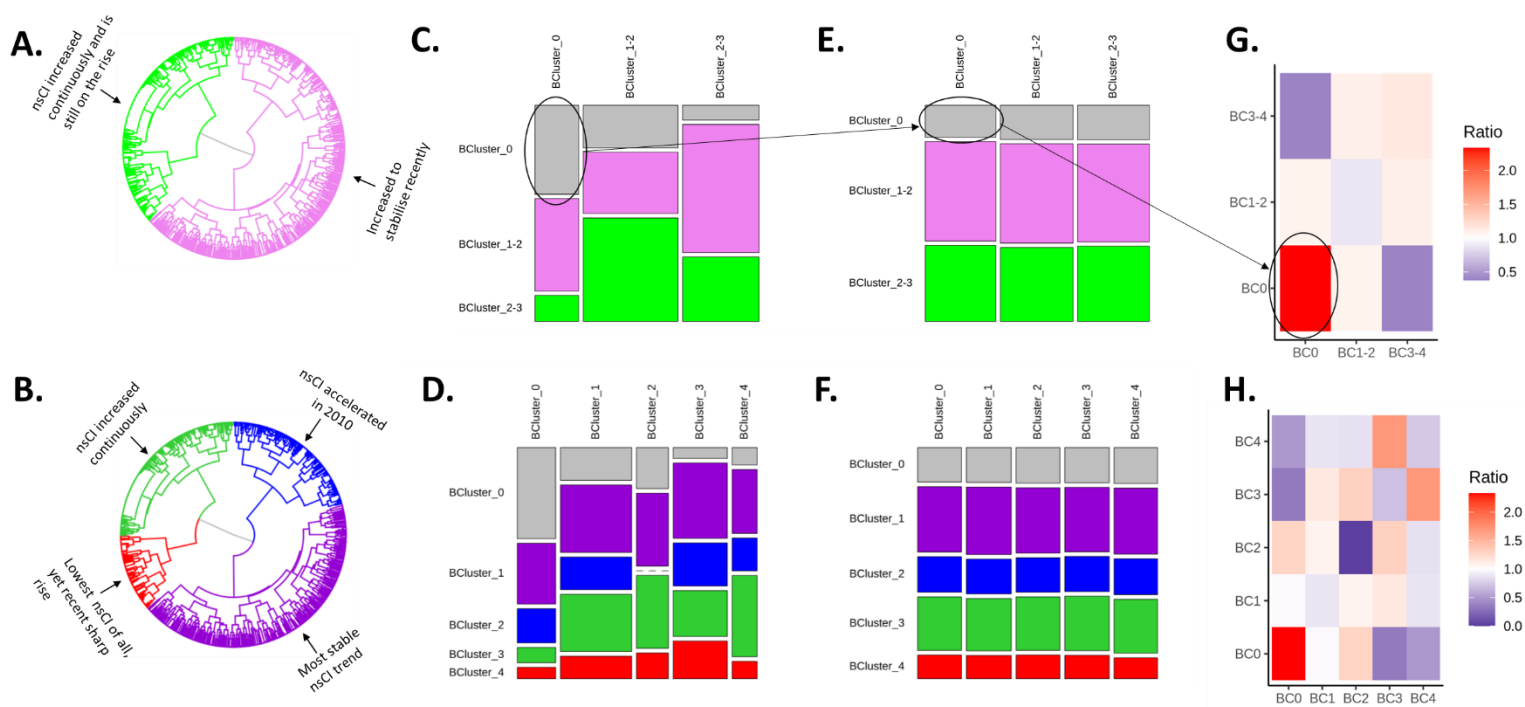 A.
nsCI increased
continuously and is
still on the rise
Increased to
stabilise recently
C.
BCluster_0
BCluster_1-2
BCluster_2-3
BCluster_0
BCluster_1-2
BCluster_2-3
E.
BCluster_0
BCluster_1-2
BCluster_2-3
BCluster_0
BCluster_1-2
BCluster_2-3
G.
BC3-4
BC1-2
BC0
BC0
BC1-2
BC3-4
Ratio
2.0
1.5
1.0
0.5
B.
nsCI increased
continuously
nsCI accelerated
in 2010
Lowest nsCI of all,
yet recent sharp
rise
Most stable
nsCI trend
D.
BCluster_0
BCluster_1
BCluster_2
BCluster_3
BCluster_4
BCluster_0
BCluster_1
BCluster_2
BCluster_3
BCluster_4
F.
BCluster_0
BCluster_1
BCluster_2
BCluster_3
BCluster_4
BCluster_0
BCluster_1
BCluster_2
BCluster_3
BCluster_4
H.
BC4
BC3
BC2
BC1
BC0
BC0 BC1 BC2 BC3 BC4
Ratio
2.0
1.5
1.0
0.5
0.0